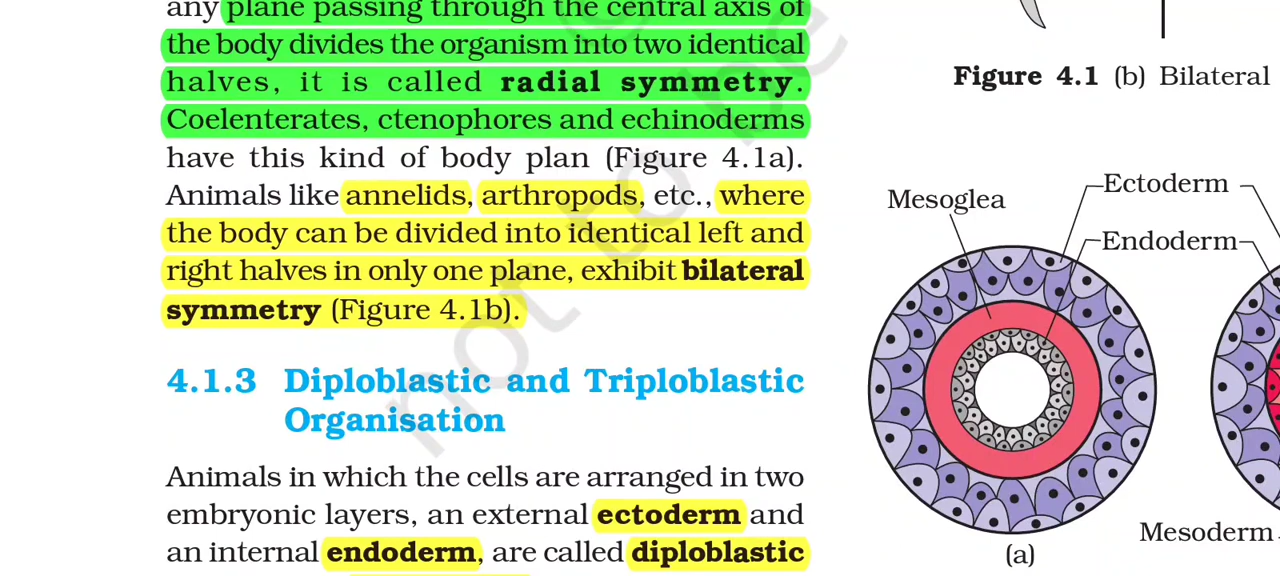 any plane passing through the central axis of
the body divides the organism into two identical
halves, it is called radial symmetry.
Coelenterates, ctenophores and echinoderms
have this kind of body plan (Figure 4.1a).
Animals like annelids, arthropods, etc., where
the body can be divided into identical left and
right halves in only one plane, exhibit bilateral
symmetry (Figure 4.1b).
4.1.3 Diploblastic and Triploblastic
Organisation
Animals in which the cells are arranged in two
embryonic layers, an external ectoderm and
an internal endoderm, are called diploblastic
Figure 4.1 (b) Bilateral
Mesoglea
Ectoderm
Endoderm
Mesoderm
(a)
not to be